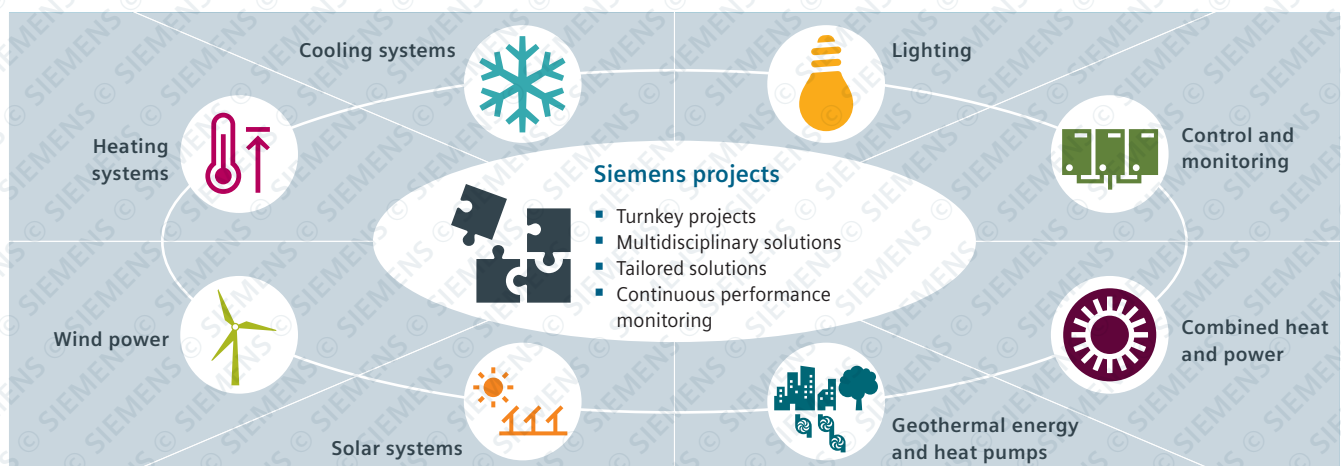 Cooling systems
Lighting
Heating
systems
Control and
monitoring
Siemens projects
Turnkey projects
Multidisciplinary solutions
Tailored solutions
Continuous performance
monitoring
Wind power
Combined heat
and power
Solar systems
Geothermal energy
and heat pumps
© SIEMENS